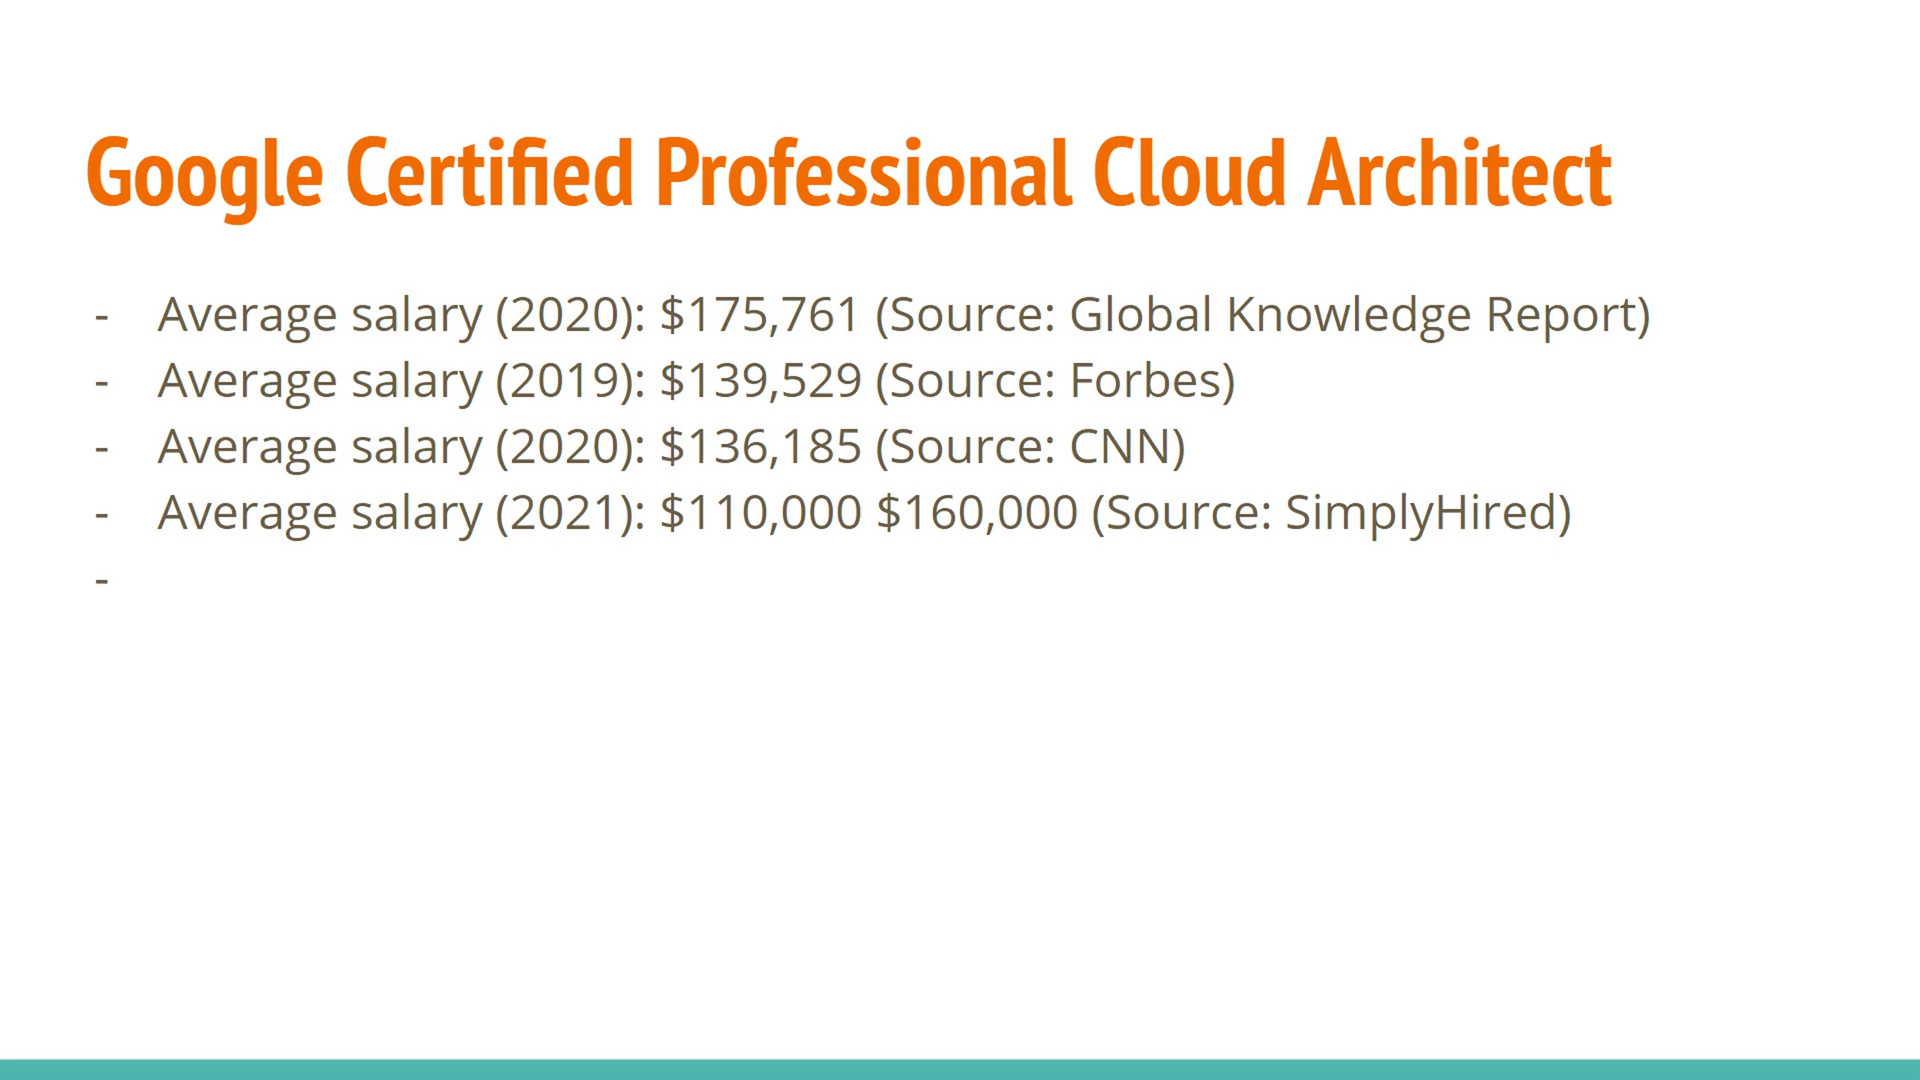 Google Certified Professional Cloud Architect
- Average salary (2020): $175,761 (Source: Global Knowledge Report)
- Average salary (2019): $139,529 (Source: Forbes)
- Average salary (2020): $136,185 (Source: CNN)
- Average salary (2021): $110,000 $160,000 (Source: SimplyHired)
-